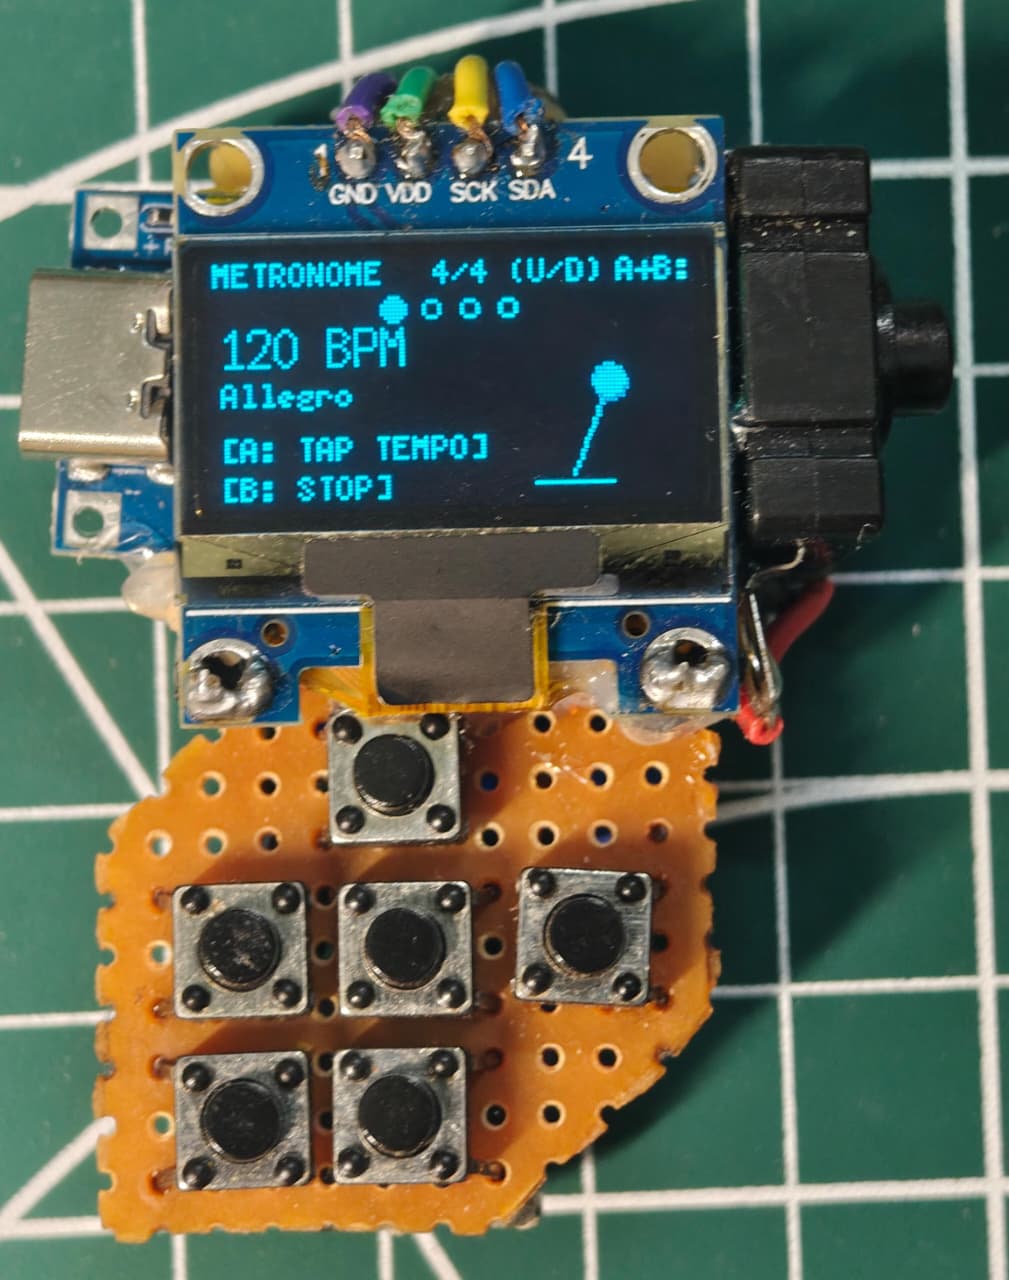 1 4
GND VDD SCK SDA
METRONOME 4/4 (U/D) A+B:
120 BPM
Allegro
[A: TAP TEMPO]
[B: STOP]